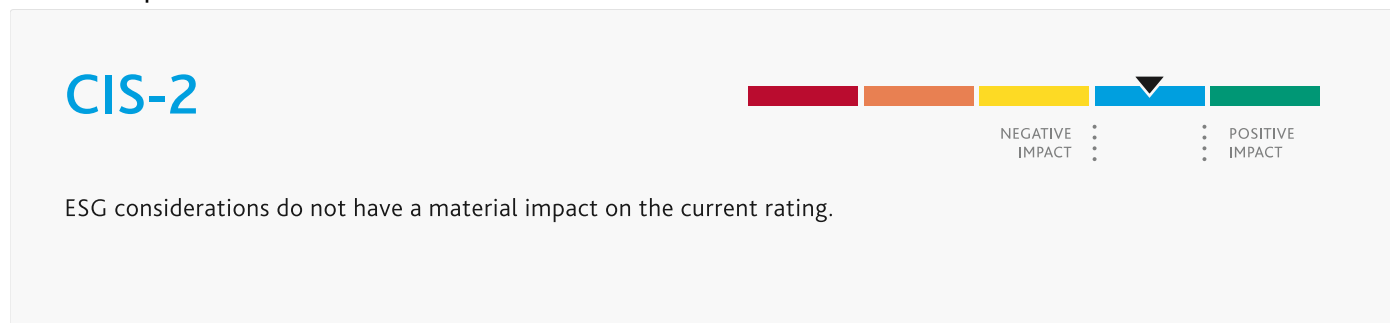 CIS-2
NEGATIVE
IMPACT
POSITIVE
IMPACT
ESG considerations do not have a material impact on the current rating.